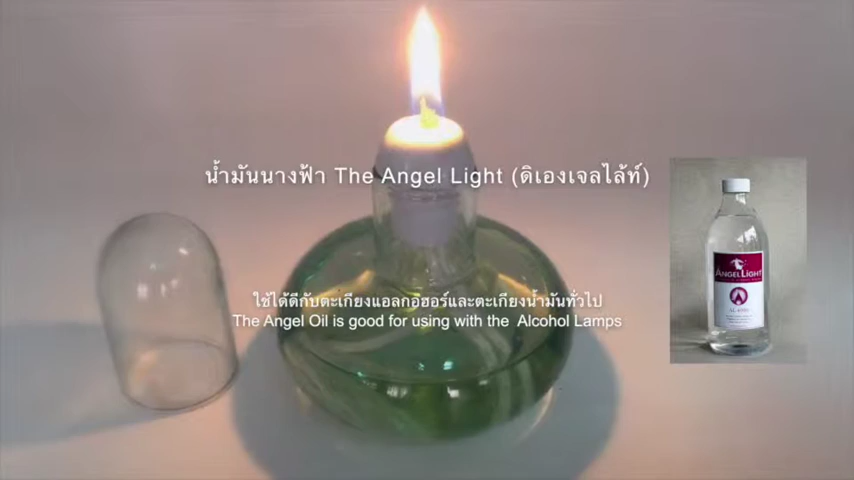 น้ำมันนางฟ้า The Angel Light (ดิเองเจลไล้ท์)
ใช้ได้ดีกับตะเกียงแอลกอฮอร์และตะเกียงน้ำมันทั่วไป
The Angel Oil is good for using with the Alcohol Lamps
ANGEL LIGHT